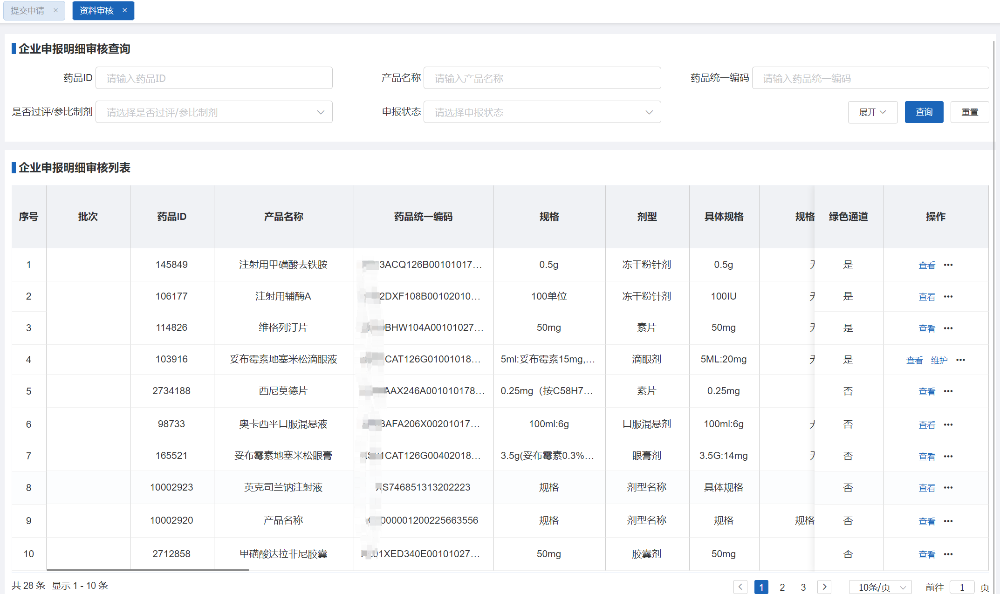 提交申请 × 资料审核 ×
企业申报明细审核查询
药品ID 请输入药品ID 产品名称 请输入产品名称 药品统一编码 请输入药品统一编码
是否过评/参比制剂 请选择是否过评/参比制剂 申报状态 请选择申报状态 展开 查询 重置
企业申报明细审核列表
序号 批次 药品ID 产品名称 药品统一编码 规格 剂型 具体规格 规格 绿色通道 操作
1 145849 注射用甲磺酸去铁胺 3ACQ126B00101017... 0.5g 冻干粉针剂 0.5g 是 查看 •••
2 106177 注射用辅酶A 2DXF108B00102010... 100单位 冻干粉针剂 100IU 是 查看 •••
3 114826 维格列汀片 BHW104A00101027... 50mg 素片 50mg 是 查看 •••
4 103916 妥布霉素地塞米松滴眼液 CAT126G01001018... 5ml:妥布霉素15mg,... 滴眼剂 5ML:20mg 是 查看 维护 •••
5 2734188 西尼莫德片 AAX246A001010178... 0.25mg（按C58H7... 素片 0.25mg 否 查看 •••
6 98733 奥卡西平口服混悬液 3AFA206X00201017... 100ml:6g 口服混悬剂 100ml:6g 否 查看 •••
7 165521 妥布霉素地塞米松眼膏 1CAT126G00402018... 3.5g(妥布霉素0.3%... 眼膏剂 3.5G:14mg 否 查看 •••
8 10002923 英克司兰钠注射液 XS746851313202223 规格 剂型名称 具体规格 否 查看 •••
9 10002920 产品名称 000001200225663556 规格 剂型名称 规格 规格 否 查看 •••
10 2712858 甲磺酸达拉非尼胶囊 01XED340E00101027... 50mg 胶囊剂 50mg 否 查看 •••
共 28 条 显示 1 - 10 条 1 2 3 10条/页 前往 1 页